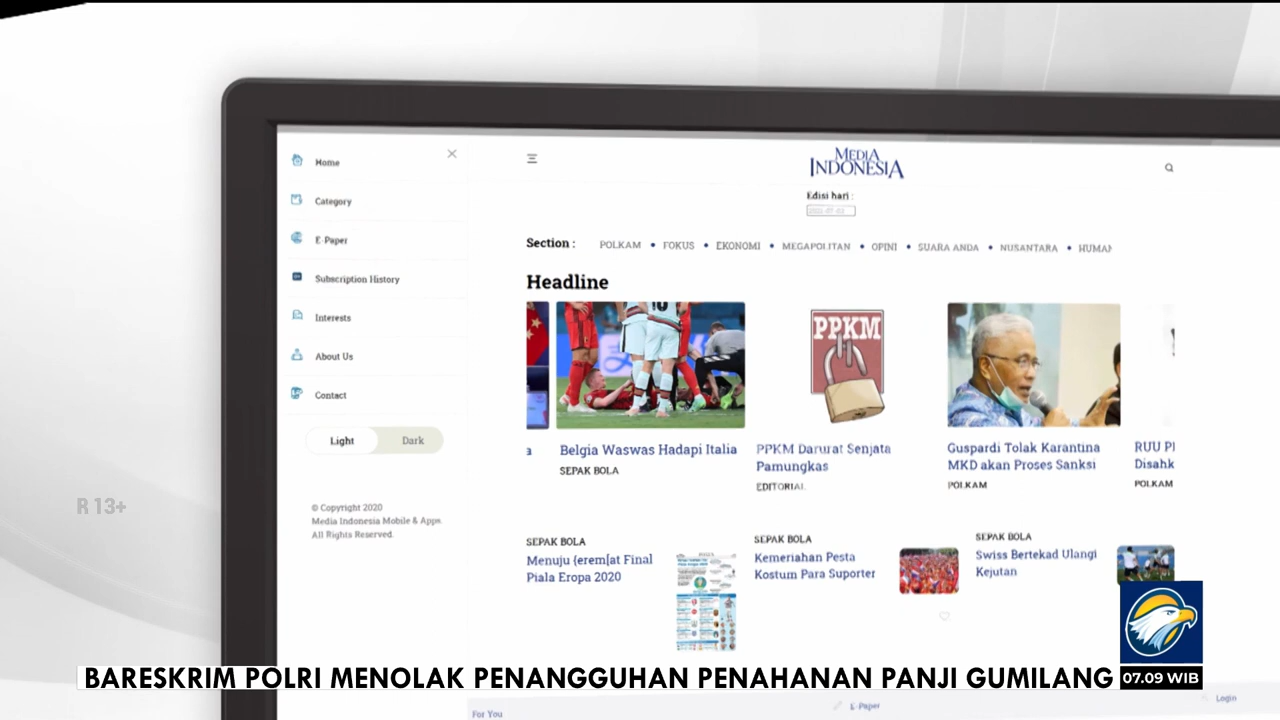 Home
Category
E-Paper
Subscription History
Interests
About Us
Contact
Light
Dark
© Copyright 2020
Media Indonesia Mobile & Apps
All Rights Reserved.
MEDIA
INDONESIA
Edisi hari :
Section :
POLKAM • FOKUS • EKONOMI • MEGAPOLITAN • OPINI • SUARA ANDA • NUSANTARA • HUMAN
Headline
a
Belgia Waswas Hadapi Italia
SEPAK BOLA
PPKM
PPKM Darurat Senjata
Pamungkas
EDITORIAL
Guspardi Tolak Karantina
MKD akan Proses Sanksi
POLKAM
RUU P
Disahk
POLKAM
SEPAK BOLA
Menuju (erem[at Final
Piala Eropa 2020
SEPAK BOLA
Kemeriahan Pesta
Kostum Para Suporter
SEPAK BOLA
Swiss Bertekad Ulangi
Kejutan
R 13+
BARESKRIM POLRI MENOLAK PENANGGUHAN PENAHANAN PANJI GUMILANG
07.09 WIB
For You
E-Paper
Login